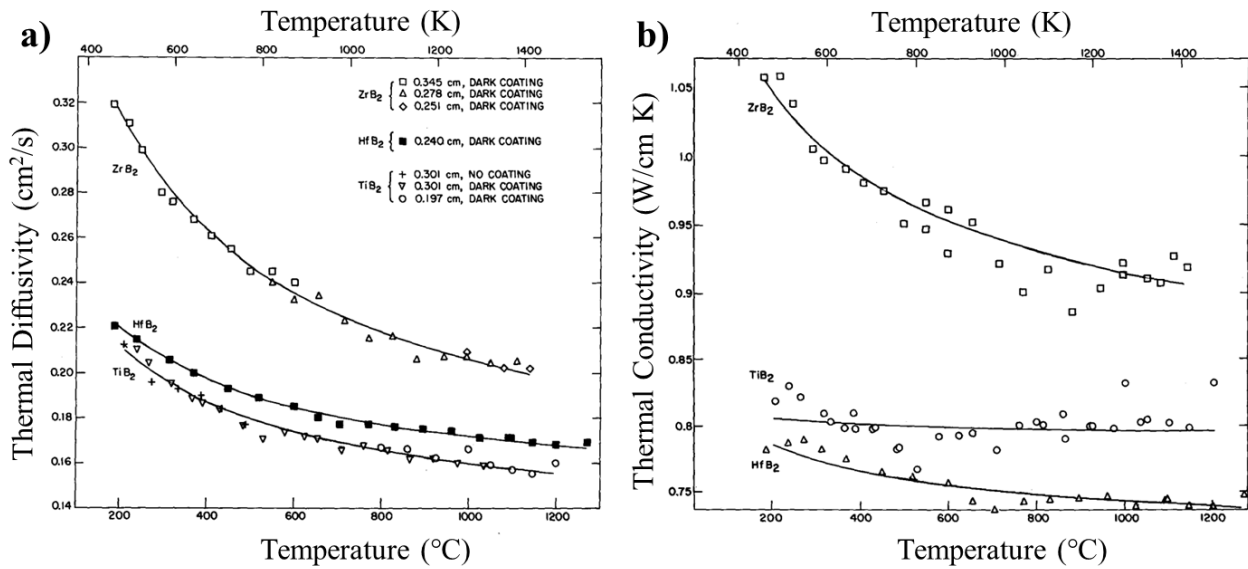 a)
Temperature (K)
400 600 800 1000 1200 1400
Thermal Diffusivity (cm²/s)
0.32
0.30
0.28
0.26
0.24
0.22
0.20
0.18
0.16
0.14
ZrB₂ { □ 0.345 cm, DARK COATING
△ 0.278 cm, DARK COATING
◇ 0.251 cm, DARK COATING
HfB₂ { ■ 0.240 cm, DARK COATING
TiB₂ { + 0.301 cm, NO COATING
▽ 0.301 cm, DARK COATING
○ 0.197 cm, DARK COATING
ZrB₂
HfB₂
TiB₂
200 400 600 800 1000 1200
Temperature (°C)
b)
Temperature (K)
400 600 800 1000 1200 1400
Thermal Conductivity (W/cm K)
1.05
1.0
0.95
0.9
0.85
0.8
0.75
ZrB₂
TiB₂
HfB₂
200 400 600 800 1000 1200
Temperature (°C)